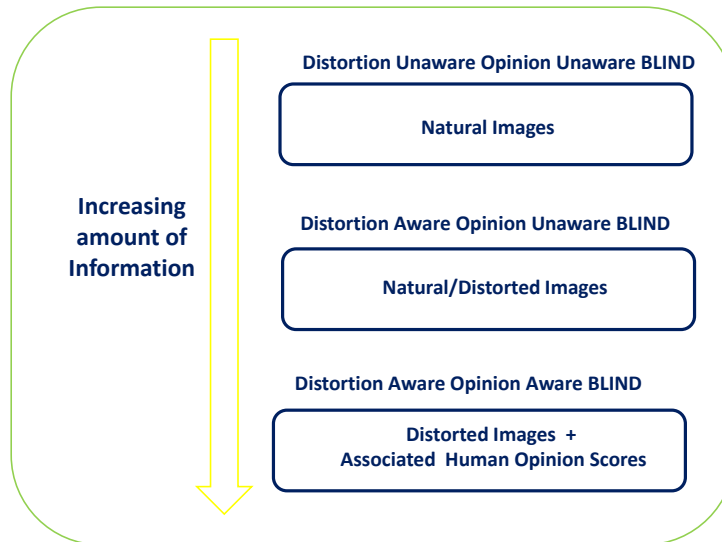 Distortion Unaware Opinion Unaware BLIND
Natural Images
Increasing
amount of
Information
Distortion Aware Opinion Unaware BLIND
Natural/Distorted Images
Distortion Aware Opinion Aware BLIND
Distorted Images +
Associated Human Opinion Scores